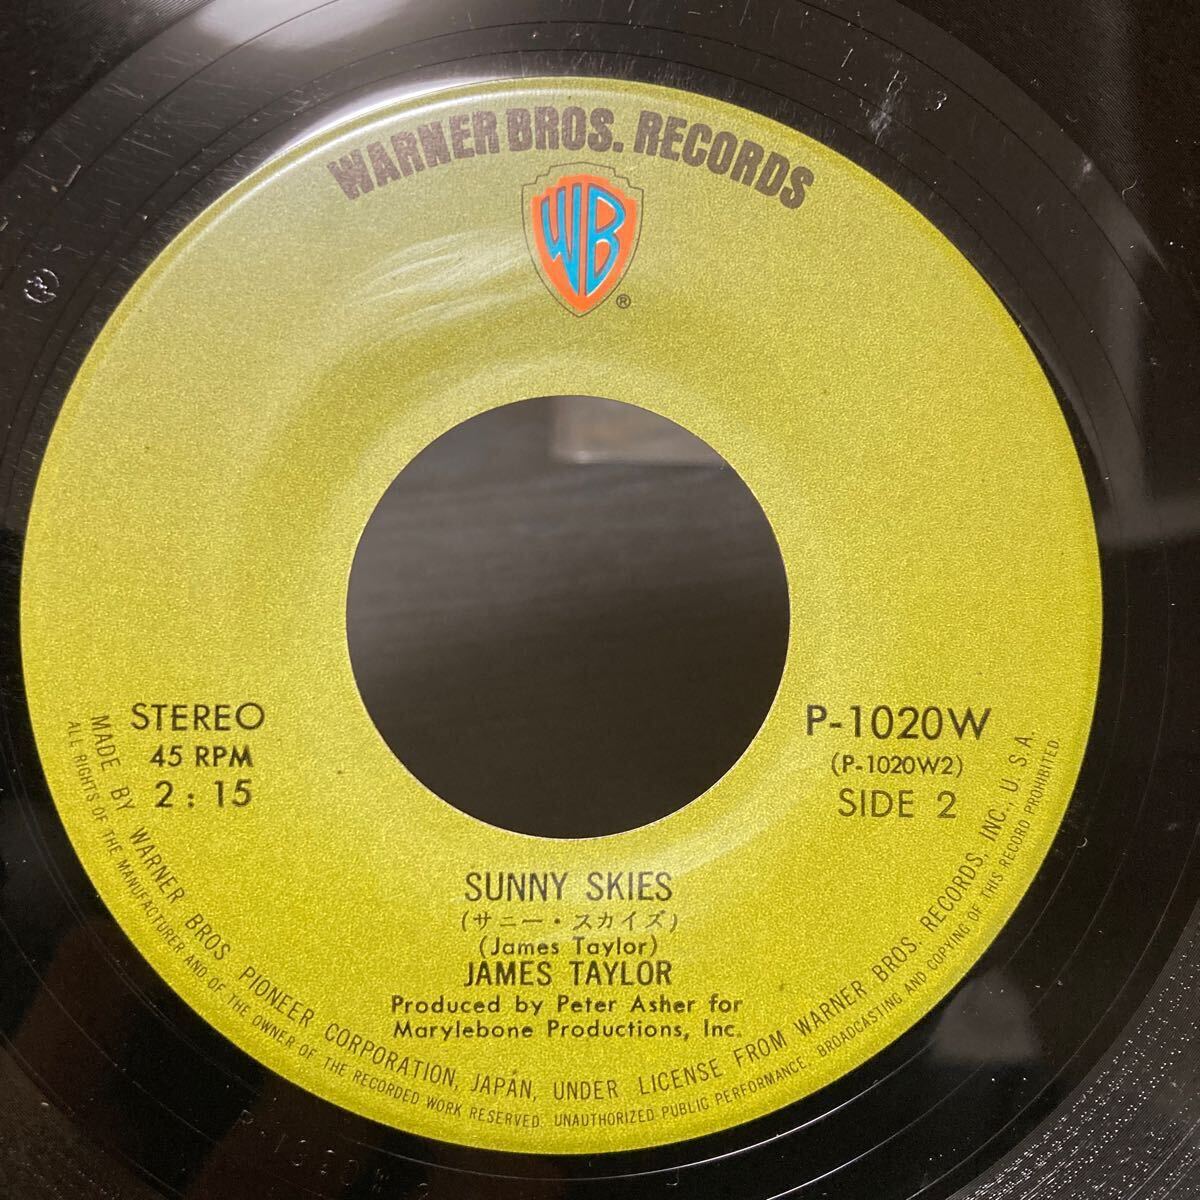 WARNER BROS. RECORDS
WB
®
STEREO
45 RPM
2 : 15
P-1020W
(P-1020W2)
SIDE 2
SUNNY SKIES
(サニー・スカイズ)
(James Taylor)
JAMES TAYLOR
Produced by Peter Asher for
Marylebone Productions, Inc.
MADE BY WARNER BROS. PIONEER CORPORATION, JAPAN, UNDER LICENSE FROM WARNER BROS. RECORDS, INC., U.S.A.
ALL RIGHTS OF THE MANUFACTURER AND OF THE OWNER OF THE RECORDED WORK RESERVED. UNAUTHORIZED PUBLIC PERFORMANCE, BROADCASTING AND COPYING OF THIS RECORD PROHIBITED.